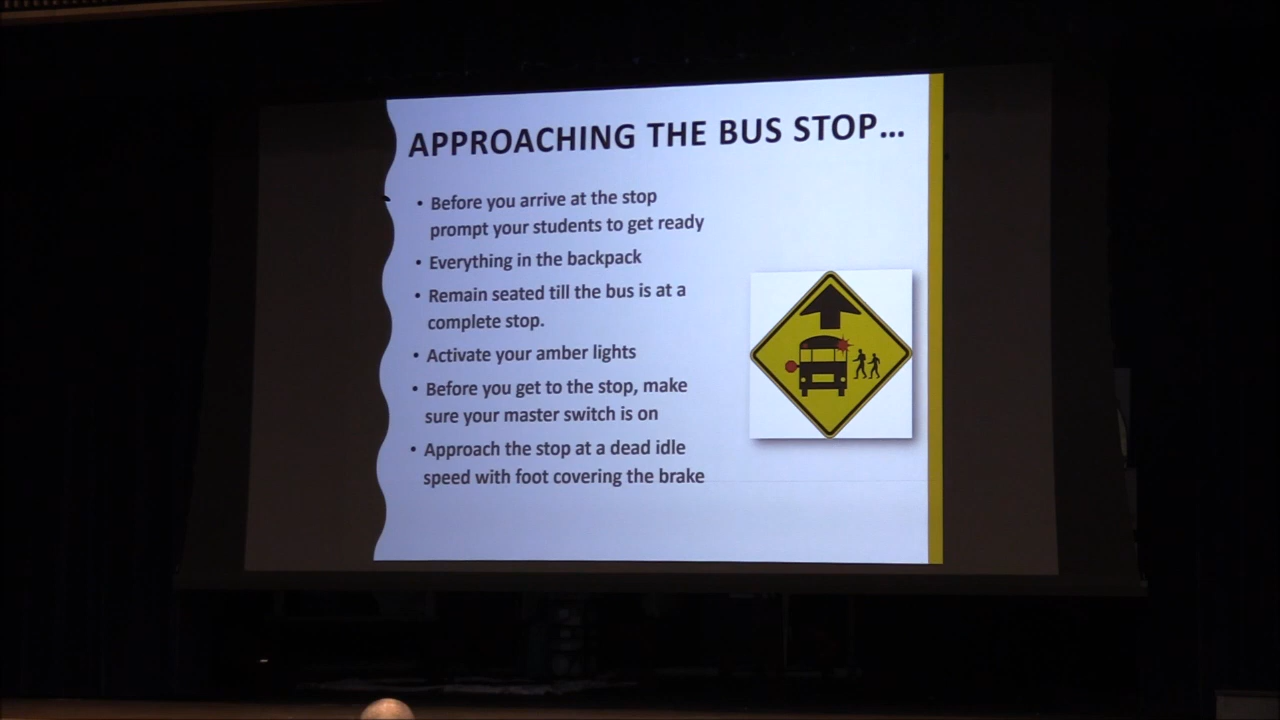 APPROACHING THE BUS STOP...
• Before you arrive at the stop
prompt your students to get ready
• Everything in the backpack
• Remain seated till the bus is at a
complete stop.
• Activate your amber lights
• Before you get to the stop, make
sure your master switch is on
• Approach the stop at a dead idle
speed with foot covering the brake